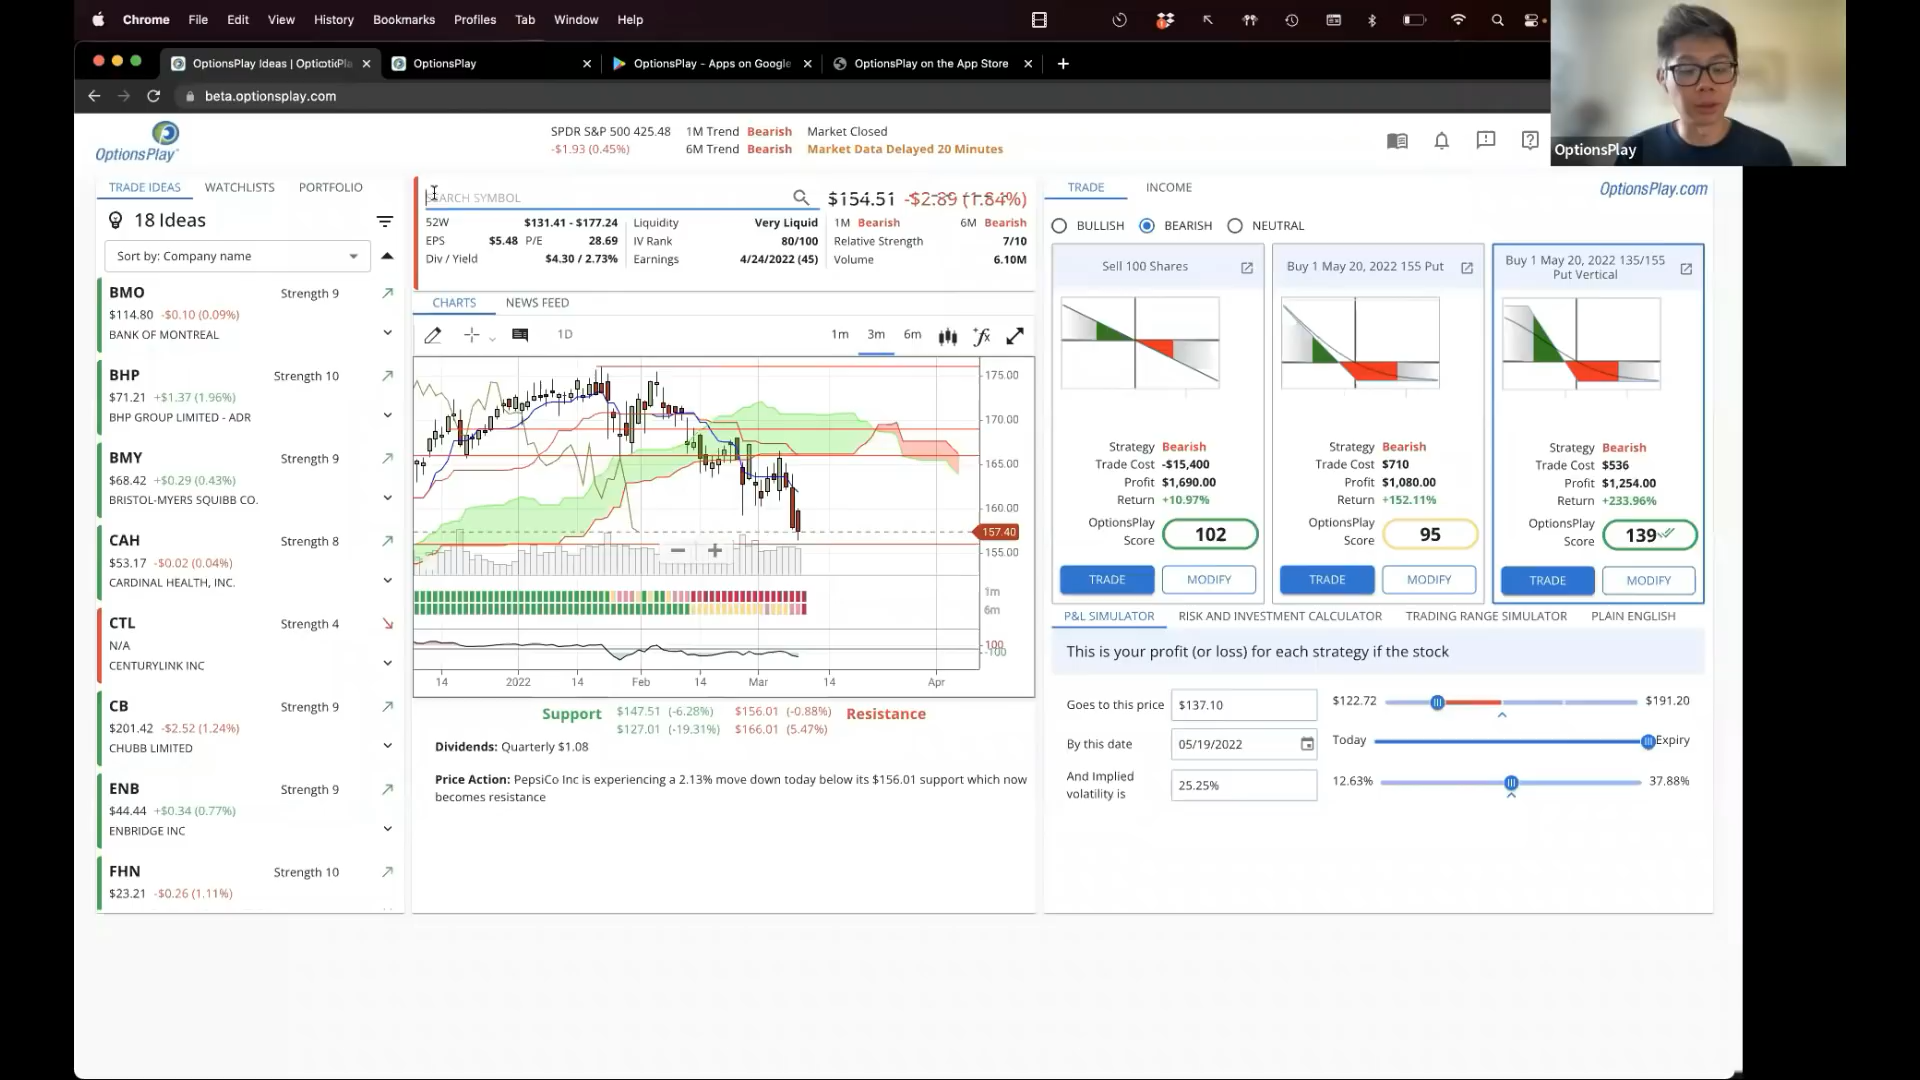 Chrome File Edit View History Bookmarks Profiles Tab Window Help
OptionsPlay Ideas | OptiotiPla OptionsPlay OptionsPlay - Apps on Google OptionsPlay on the App Store
beta.optionsplay.com
OptionsPlay
OptionsPlay
SPDR S&P 500 425.48 1M Trend Bearish Market Closed
-$1.93 (0.45%) 6M Trend Bearish Market Data Delayed 20 Minutes
TRADE IDEAS WATCHLISTS PORTFOLIO
18 Ideas
Sort by: Company name
BMO Strength 9
$114.80 -$0.10 (0.09%)
BANK OF MONTREAL
BHP Strength 10
$71.21 +$1.37 (1.96%)
BHP GROUP LIMITED - ADR
BMY Strength 9
$68.42 +$0.29 (0.43%)
BRISTOL-MYERS SQUIBB CO.
CAH Strength 8
$53.17 -$0.02 (0.04%)
CARDINAL HEALTH, INC.
CTL Strength 4
N/A
CENTURYLINK INC
CB Strength 9
$201.42 -$2.52 (1.24%)
CHUBB LIMITED
ENB Strength 9
$44.44 +$0.34 (0.77%)
ENBRIDGE INC
FHN Strength 10
$23.21 -$0.26 (1.11%)
SEARCH SYMBOL $154.51 -$2.89 (1.84%)
52W $131.41 - $177.24 Liquidity Very Liquid 1M Bearish 6M Bearish
EPS $5.48 P/E 28.69 IV Rank 80/100 Relative Strength 7/10
Div / Yield $4.30 / 2.73% Earnings 4/24/2022 (45) Volume 6.10M
CHARTS NEWS FEED
1D 1m 3m 6m
175.00
170.00
165.00
160.00
157.40
155.00
1m
6m
100
-100
14 2022 14 Feb 14 Mar 14 Apr
Support $147.51 (-6.28%) $156.01 (-0.88%) Resistance
$127.01 (-19.31%) $166.01 (5.47%)
Dividends: Quarterly $1.08
Price Action: PepsiCo Inc is experiencing a 2.13% move down today below its $156.01 support which now
becomes resistance
TRADE INCOME OptionsPlay.com
BULLISH BEARISH NEUTRAL
Sell 100 Shares
Strategy Bearish
Trade Cost -$15,400
Profit $1,690.00
Return +10.97%
OptionsPlay
Score 102
TRADE MODIFY
Buy 1 May 20, 2022 155 Put
Strategy Bearish
Trade Cost $710
Profit $1,080.00
Return +152.11%
OptionsPlay
Score 95
TRADE MODIFY
Buy 1 May 20, 2022 135/155
Put Vertical
Strategy Bearish
Trade Cost $536
Profit $1,254.00
Return +233.96%
OptionsPlay
Score 139
TRADE MODIFY
P&L SIMULATOR RISK AND INVESTMENT CALCULATOR TRADING RANGE SIMULATOR PLAIN ENGLISH
This is your profit (or loss) for each strategy if the stock
Goes to this price $137.10 $122.72 $191.20
By this date 05/19/2022 Today Expiry
And Implied
volatility is 25.25% 12.63% 37.88%